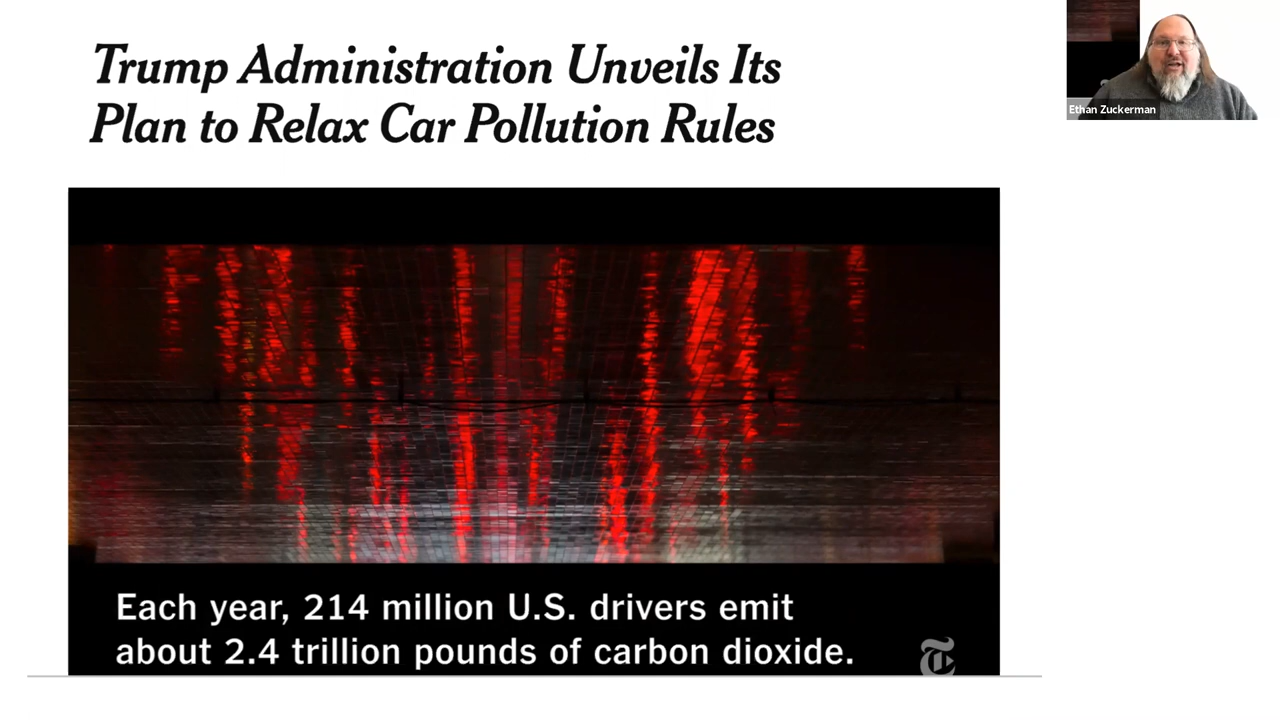 Trump Administration Unveils Its
Plan to Relax Car Pollution Rules
Ethan Zuckerman
Each year, 214 million U.S. drivers emit
about 2.4 trillion pounds of carbon dioxide.
T